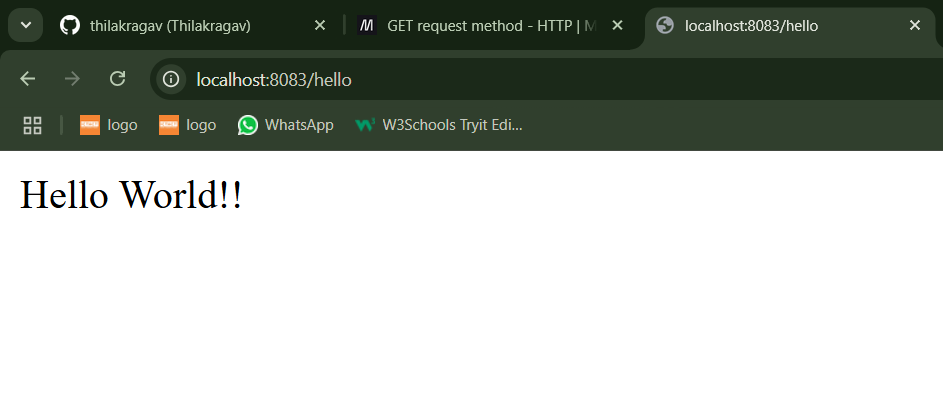 thilakragav (Thilakragav)
GET request method - HTTP | M
localhost:8083/hello
localhost:8083/hello
logo
logo
WhatsApp
W3Schools Tryit Edi...
Hello World!!